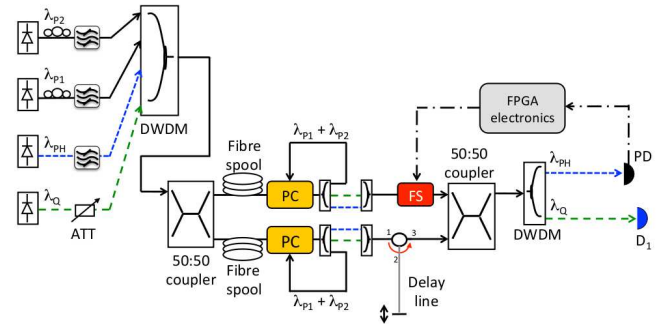 λP2
λP1
λPH
λQ
ATT
DWDM
50:50
coupler
Fibre
spool
Fibre
spool
PC
PC
λP1 + λP2
λP1 + λP2
FS
1
2
3
Delay
line
FPGA
electronics
50:50
coupler
DWDM
λPH
λQ
PD
D1